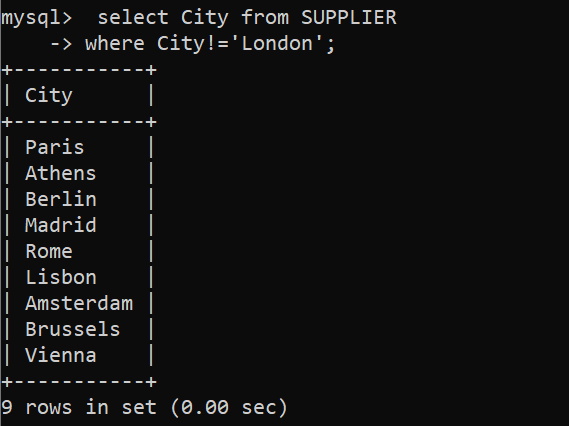 mysql>  select City from SUPPLIER
    -> where City!='London';
+-----------+
| City      |
+-----------+
| Paris     |
| Athens    |
| Berlin    |
| Madrid    |
| Rome      |
| Lisbon    |
| Amsterdam |
| Brussels  |
| Vienna    |
+-----------+
9 rows in set (0.00 sec)